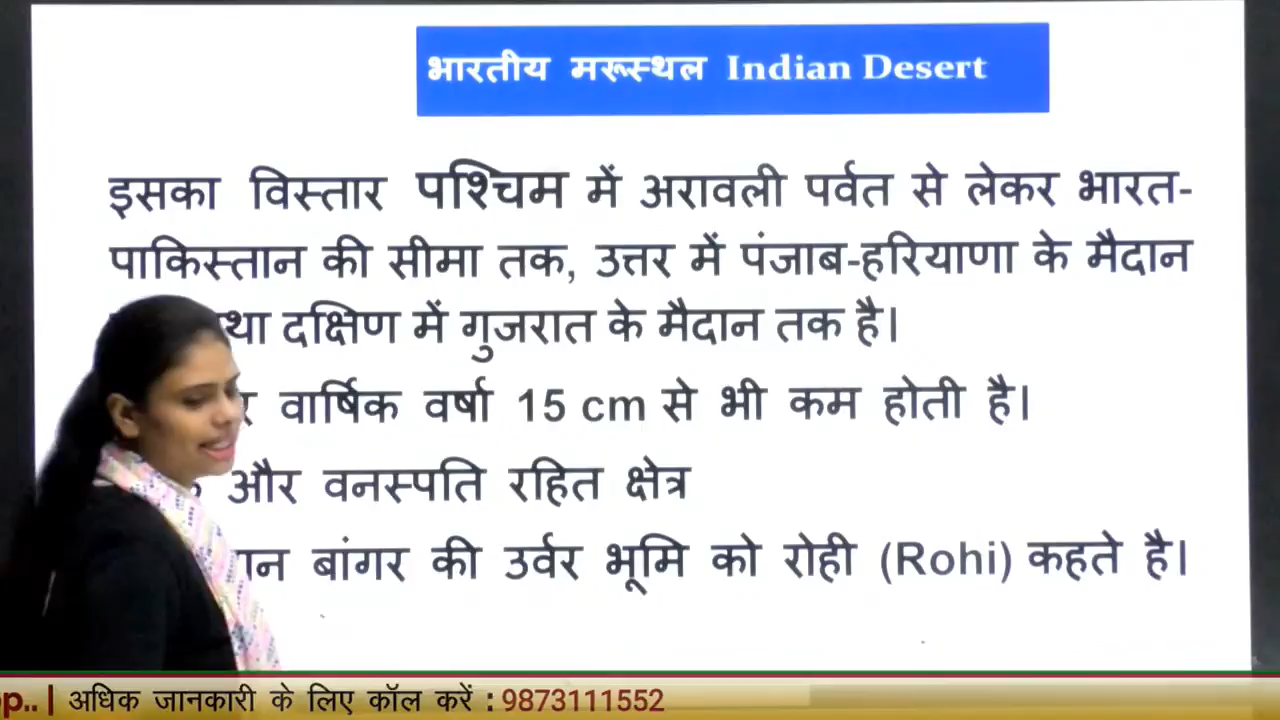 भारतीय मरूस्थल Indian Desert
इसका विस्तार पश्चिम में अरावली पर्वत से लेकर भारत-
पाकिस्तान की सीमा तक, उत्तर में पंजाब-हरियाणा के मैदान
दक्षिण में गुजरात के मैदान तक है।
वार्षिक वर्षा 15 cm से भी कम होती है।
और वनस्पति रहित क्षेत्र
बांगर की उर्वर भूमि को रोही (Rohi) कहते है।
| अधिक जानकारी के लिए कॉल करें : 9873111552